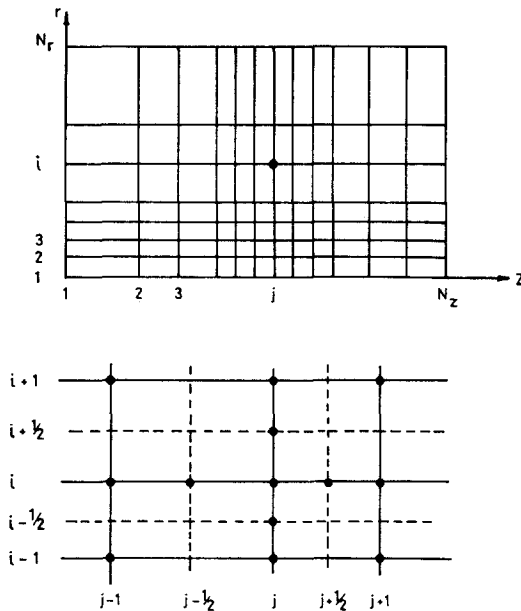 r
N_r
i
3
2
1
1 2 3 j N_z Z
i + 1
i + ½
i
i - ½
i - 1
j-1 j-½ j j+½ j+1